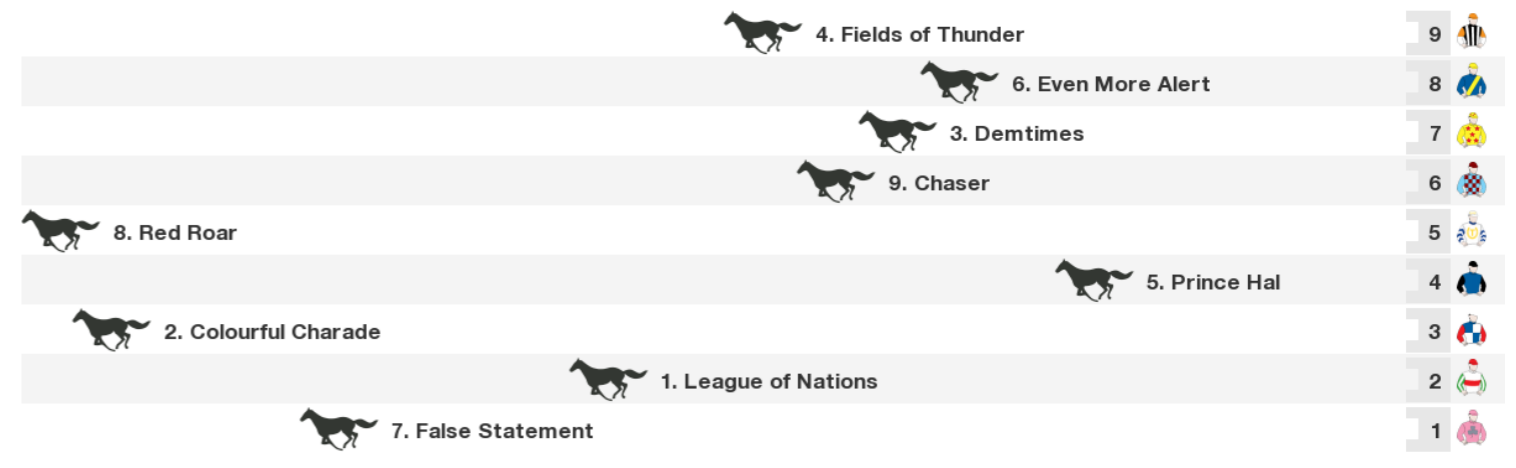 4. Fields of Thunder 9
6. Even More Alert 8
3. Demtimes 7
9. Chaser 6
8. Red Roar 5
5. Prince Hal 4
2. Colourful Charade 3
1. League of Nations 2
7. False Statement 1